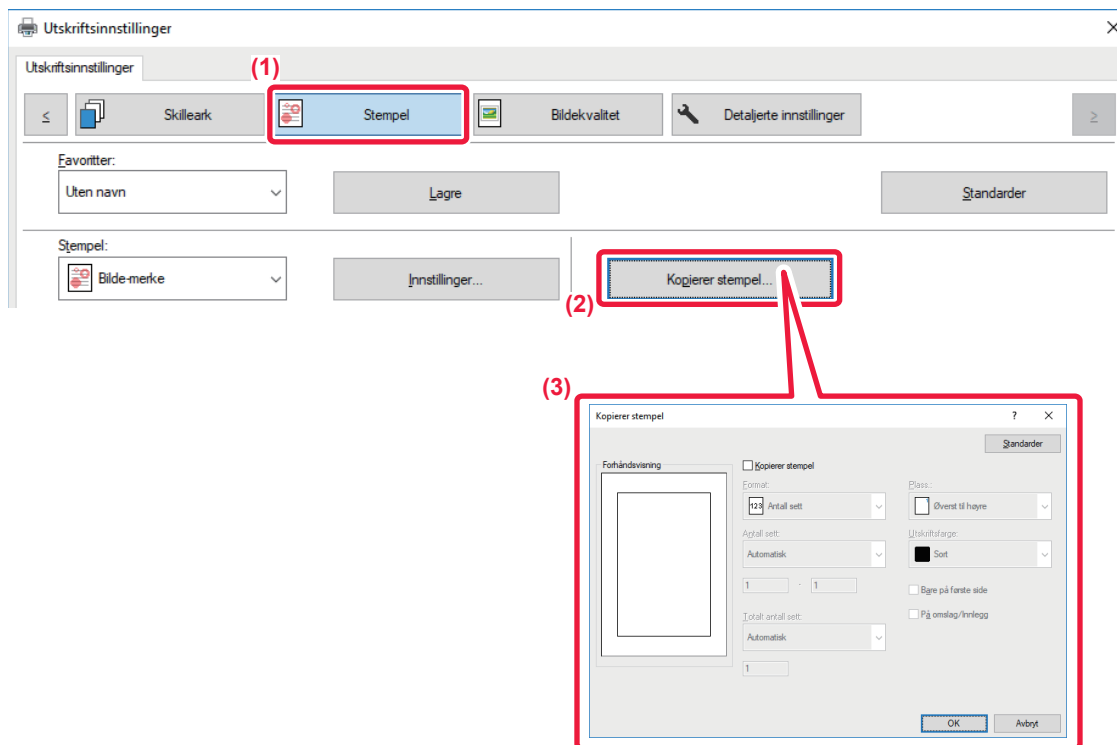 Utskriftsinnstillinger
Utskriftsinnstillinger
(1)
≤ Skilleark Stempel Bildekvalitet Detaljerte innstillinger ≥
Favoritter:
Uten navn Lagre Standarder
Stempel:
Bilde-merke Innstillinger... Kopierer stempel...
(2)
(3)
Kopierer stempel ? ×
Standarder
Forhåndsvisning
Kopierer stempel
Format: Plass.:
123 Antall sett Øverst til høyre
Antall sett: Utskriftsfarge:
Automatisk Sort
1 - 1 Bare på første side
Totalt antall sett: På omslag/Innlegg
Automatisk
1
OK Avbryt